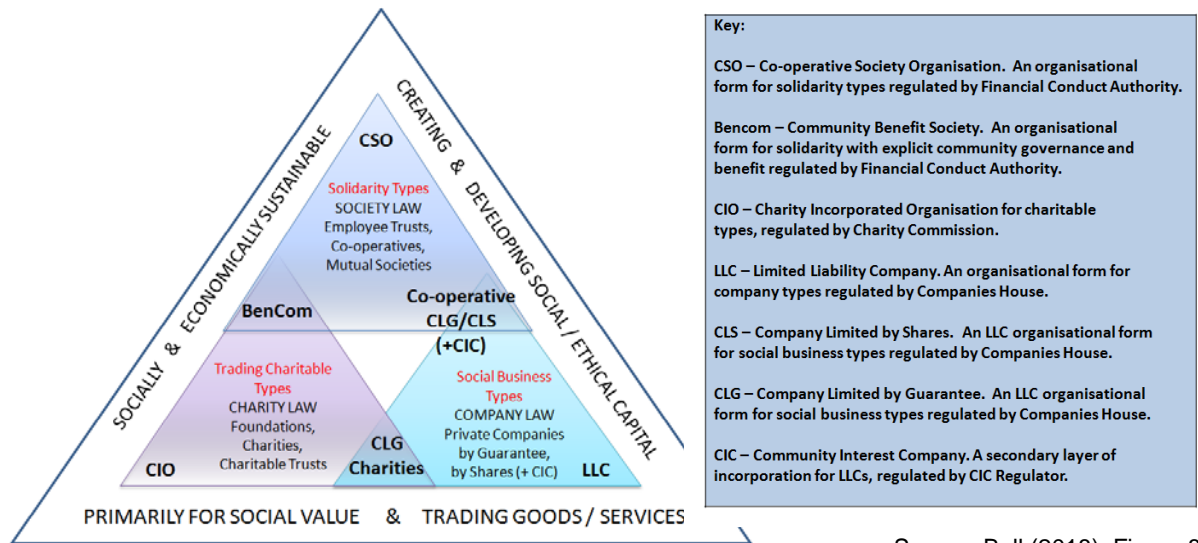 SOCIALLY & ECONOMICALLY SUSTAINABLE
CREATING & DEVELOPING SOCIAL / ETHICAL CAPITAL
CSO
Solidarity Types
SOCIETY LAW
Employee Trusts,
Co-operatives,
Mutual Societies
BenCom
Co-operative
CLG/CLS
(+CIC)
Trading Charitable
Types
CHARITY LAW
Foundations,
Charities,
Charitable Trusts
CIO
CLG
Charities
Social Business
Types
COMPANY LAW
Private Companies
by Guarantee,
by Shares (+ CIC)
LLC
PRIMARILY FOR SOCIAL VALUE & TRADING GOODS / SERVICES
Key:
CSO – Co-operative Society Organisation. An organisational
form for solidarity types regulated by Financial Conduct Authority.
Bencom – Community Benefit Society. An organisational
form for solidarity with explicit community governance and
benefit regulated by Financial Conduct Authority.
CIO – Charity Incorporated Organisation for charitable
types, regulated by Charity Commission.
LLC – Limited Liability Company. An organisational form for
company types regulated by Companies House.
CLS – Company Limited by Shares. An LLC organisational form
for social business types regulated by Companies House.
CLG – Company Limited by Guarantee. An LLC organisational
form for social business types regulated by Companies House.
CIC – Community Interest Company. A secondary layer of
incorporation for LLCs, regulated by CIC Regulator.